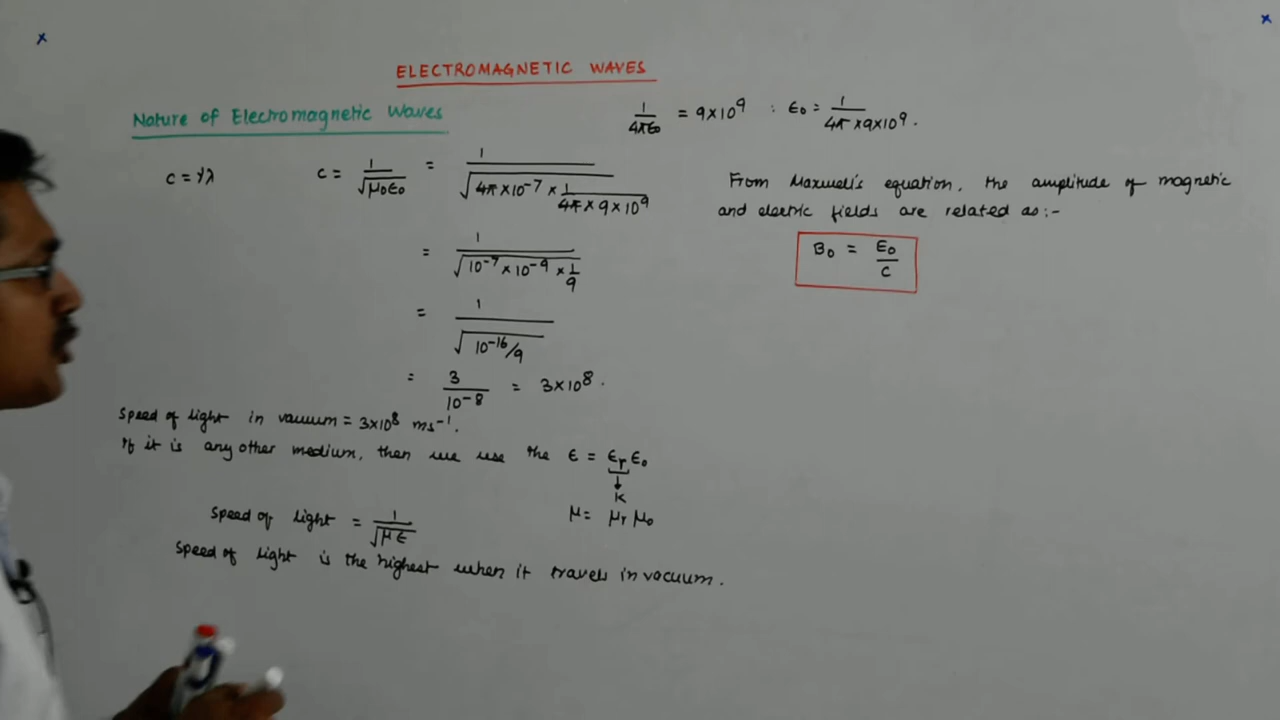 ELECTROMAGNETIC WAVES
Nature of Electromagnetic Waves
1/4πε₀ = 9×10⁹ ∴ ε₀ = 1/4π×9×10⁹.
c = νλ
c = 1/√μ₀ε₀ = 1/√4π×10⁻⁷×1/4π×9×10⁹
= 1/√10⁻⁷×10⁻⁹×1/9
= 1/√10⁻¹⁶/9
= 3/10⁻⁸ = 3×10⁸.
Speed of light in vacuum = 3×10⁸ ms⁻¹.
If it is any other medium, then we use the ε = εᵣε₀
↓
K
μ = μᵣμ₀
Speed of light = 1/√με
Speed of light is the highest when it travels in vacuum.
From Maxwell's equation, the amplitude of magnetic
and electric fields are related as:-
B₀ = E₀/c